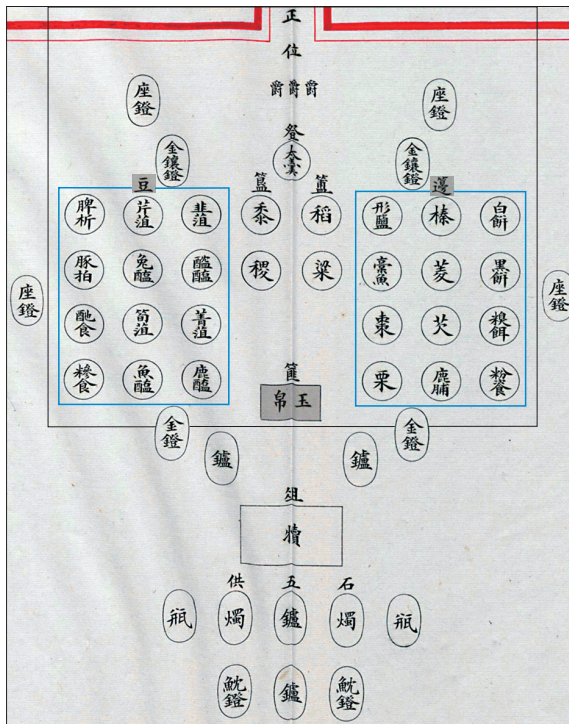 正位
爵爵爵
座鐙
座鐙
登
太羹
金鑲鐙
金鑲鐙
豆
簋
簠
籩
脾析
芹菹
韭菹
黍
稻
形鹽
榛
白餅
豚拍
兔醢
醓醢
稷
粱
槀魚
菱
黑餅
座鐙
座鐙
酏食
筍菹
菁菹
棗
芡
糗餌
糝食
魚醢
鹿醢
栗
鹿脯
粉餈
篚
帛玉
金鐙
金鐙
鑪
鑪
俎
犢
供五石
瓶
燭
鑪
燭
瓶
魫鐙
鑪
魫鐙